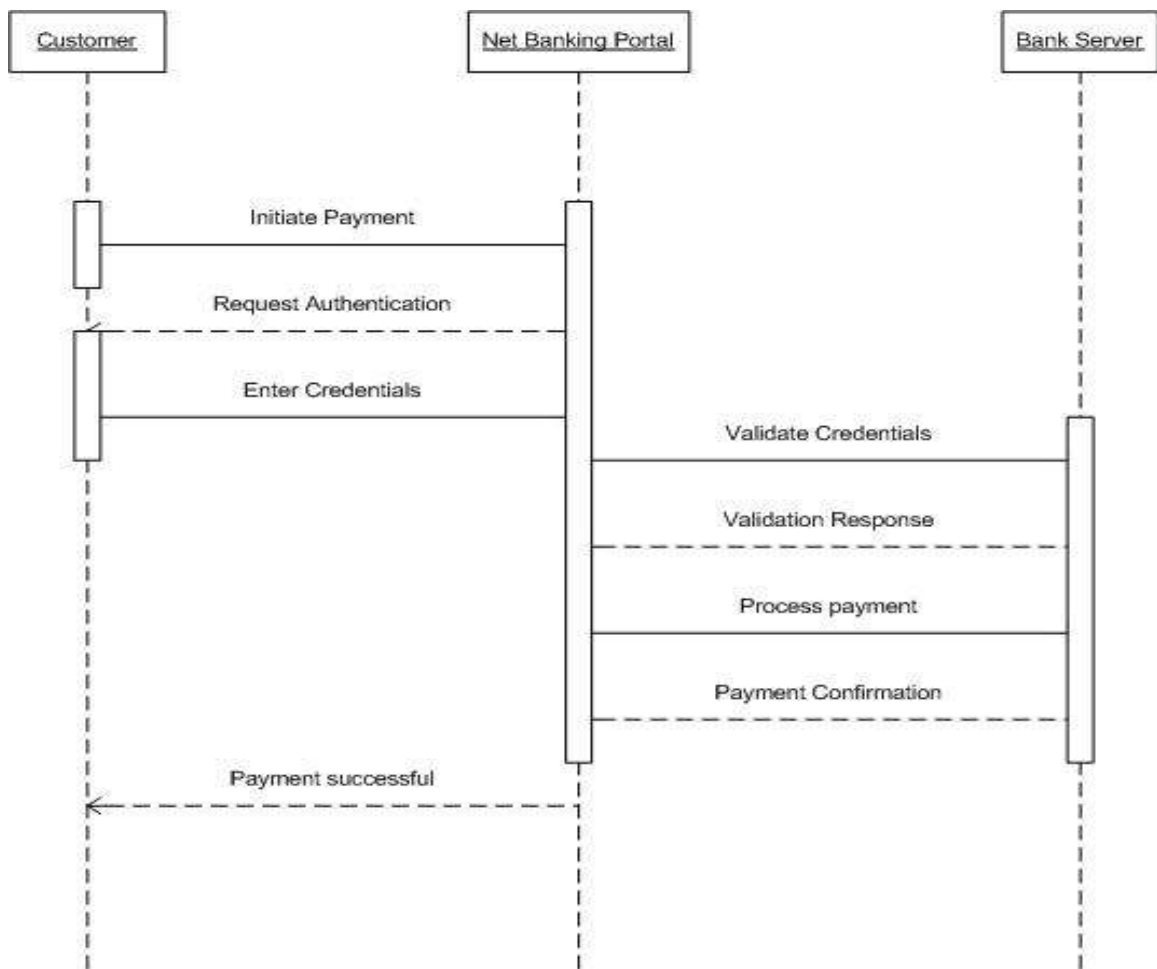 Customer
Net Banking Portal
Bank Server
Initiate Payment
Request Authentication
Enter Credentials
Validate Credentials
Validation Response
Process payment
Payment Confirmation
Payment successful